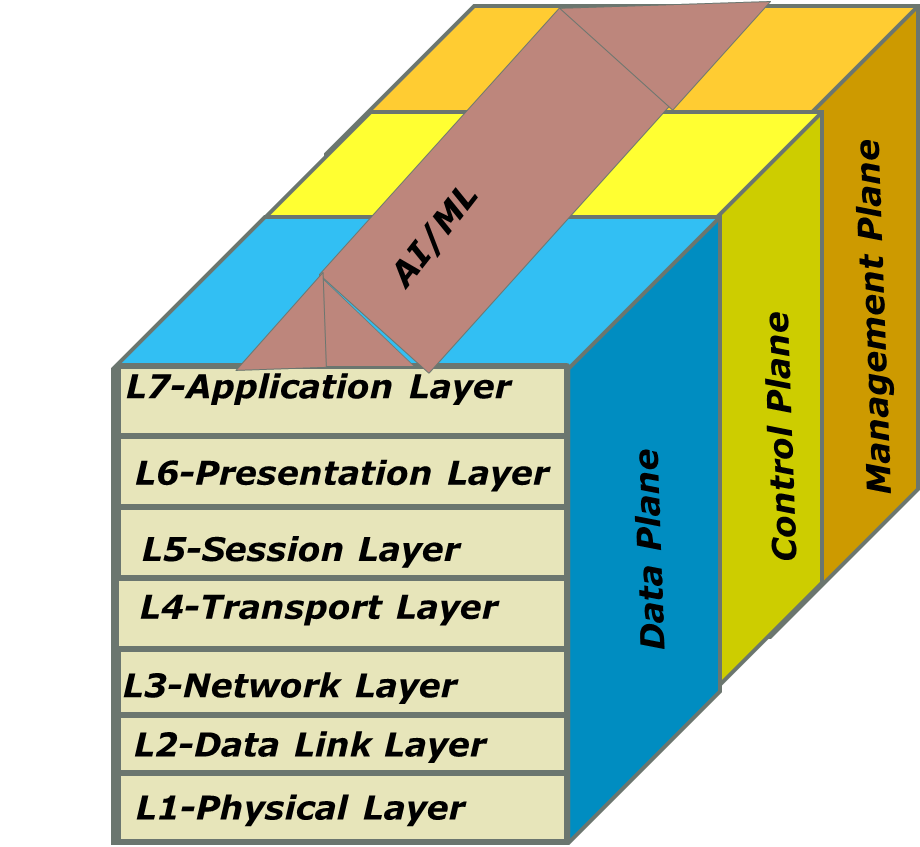 AI/ML
L7-Application Layer
L6-Presentation Layer
L5-Session Layer
L4-Transport Layer
L3-Network Layer
L2-Data Link Layer
L1-Physical Layer
Data Plane
Control Plane
Management Plane